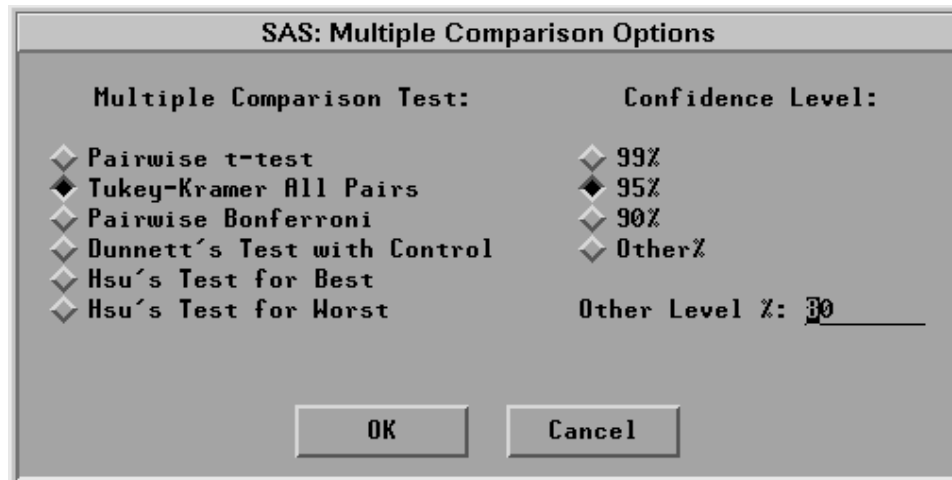 SAS: Multiple Comparison Options
Multiple Comparison Test:
Pairwise t-test
Tukey-Kramer All Pairs
Pairwise Bonferroni
Dunnett's Test with Control
Hsu's Test for Best
Hsu's Test for Worst
Confidence Level:
99%
95%
90%
Other%
Other Level %: 80
OK
Cancel